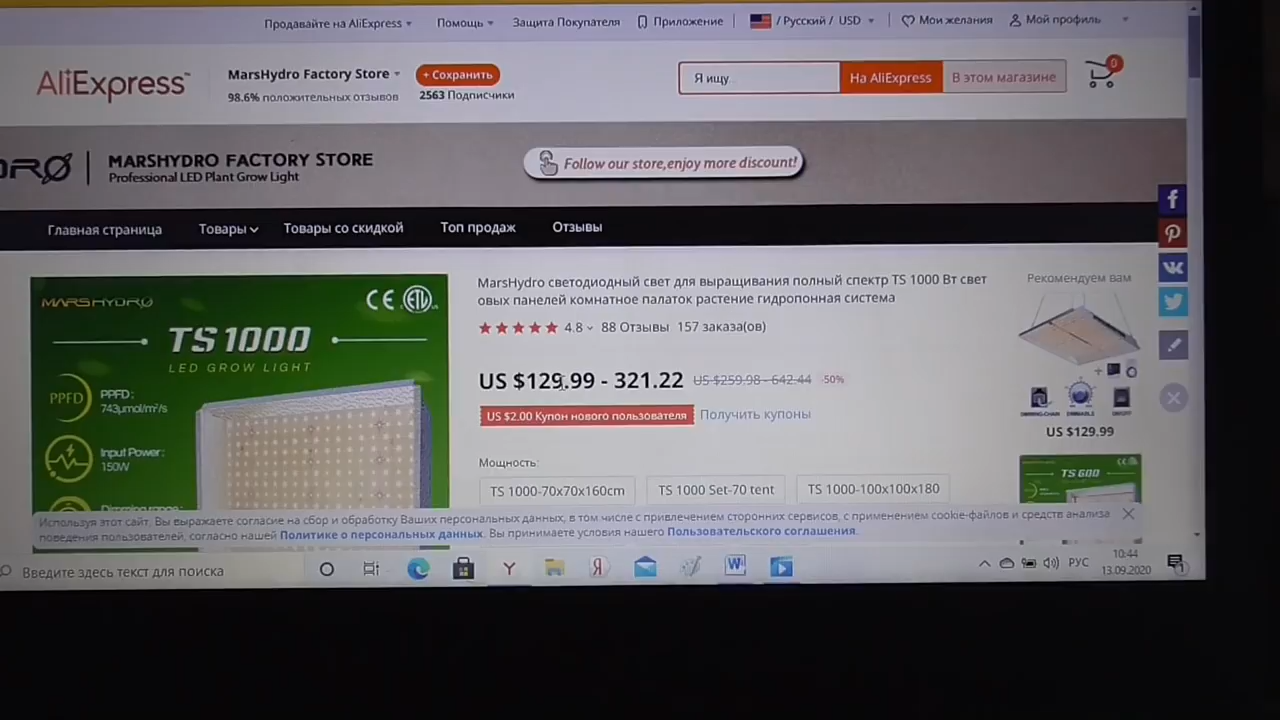 Продавайте на AliExpress
Помощь
Защита Покупателя
Приложение
/ Русский / USD
Мои желания
Мой профиль
AliExpress™
MarsHydro Factory Store
+ Сохранить
98.6% положительных отзывов
2563 Подписчики
Я ищу...
На AliExpress
В этом магазине
0
MARSHYDRO FACTORY STORE
Professional LED Plant Grow Light
Follow our store,enjoy more discount!
Главная страница
Товары
Товары со скидкой
Топ продаж
Отзывы
MARSHYDRO
CE ETL
TS 1000
LED GROW LIGHT
PPFD
PPFD:
743μmol/m²/s
Input Power:
150W
MarsHydro светодиодный свет для выращивания полный спектр TS 1000 Вт свет
овых панелей комнатное палаток растение гидропонная система
4.8
88 Отзывы
157 заказа(ов)
US $129.99 - 321.22
US $259.98 - 642.44
-50%
US $2.00 Купон нового пользователя
Получить купоны
Мощность:
TS 1000-70x70x160cm
TS 1000 Set-70 tent
TS 1000-100x100x180
Рекомендуем вам
US $129.99
TS 600
Используя этот сайт, Вы выражаете согласие на сбор и обработку Ваших персональных данных, в том числе с привлечением сторонних сервисов, с применением cookie-файлов и средств анализа
поведения пользователей, согласно нашей Политике о персональных данных. Вы принимаете условия нашего Пользовательского соглашения.
Введите здесь текст для поиска
РУС
10:44
13.09.2020
1